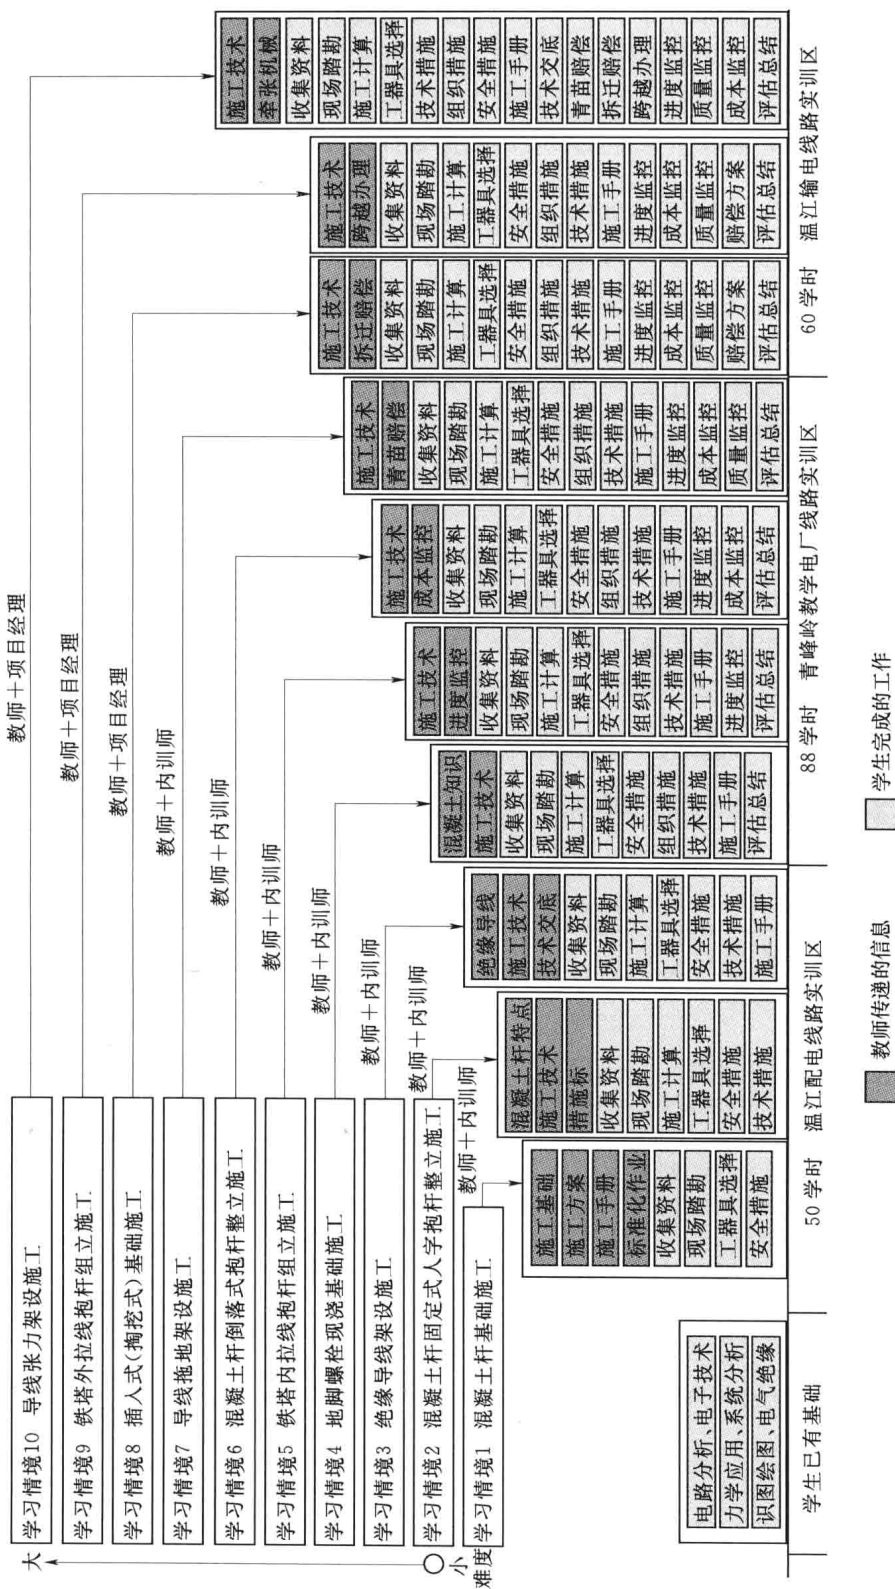 大
学习情境10 导线张力架设施工
教师+项目经理
学习情境9 铁塔外拉线抱杆组立施工
教师+项目经理
学习情境8 插入式(掏挖式)基础施工
教师+项目经理
学习情境7 导线拖地架设施工
教师+内训师
学习情境6 混凝土杆倒落式抱杆整立施工
教师+内训师
学习情境5 铁塔内拉线抱杆组立施工
教师+内训师
学习情境4 地脚螺栓现浇基础施工
教师+内训师
学习情境3 绝缘导线架设施工
教师+内训师
学习情境2 混凝土杆固定式人字抱杆整立施工
教师+内训师
小
难度
学习情境1 混凝土杆基础施工
教师+内训师
电路分析、电子技术
力学应用、系统分析
识图绘图、电气绝缘
施工基础
施工方案
施工手册
标准化作业
收集资料
现场踏勘
工器具选择
安全措施
混凝土杆特点
施工技术
措施标
收集资料
现场踏勘
施工计算
工器具选择
安全措施
技术措施
绝缘导线
施工技术
技术交底
收集资料
现场踏勘
施工计算
工器具选择
安全措施
技术措施
施工手册
混凝土知识
施工技术
收集资料
现场踏勘
施工计算
工器具选择
安全措施
组织措施
技术措施
施工手册
评估总结
施工技术
进度监控
收集资料
现场踏勘
施工计算
工器具选择
安全措施
组织措施
技术措施
施工手册
进度监控
评估总结
施工技术
成本监控
收集资料
现场踏勘
施工计算
工器具选择
安全措施
组织措施
技术措施
施工手册
进度监控
成本监控
评估总结
施工技术
青苗赔偿
收集资料
现场踏勘
施工计算
工器具选择
安全措施
组织措施
技术措施
施工手册
进度监控
成本监控
质量监控
评估总结
施工技术
拆迁赔偿
收集资料
现场踏勘
施工计算
工器具选择
安全措施
组织措施
技术措施
施工手册
进度监控
成本监控
质量监控
赔偿方案
评估总结
施工技术
跨越办理
收集资料
现场踏勘
施工计算
工器具选择
安全措施
组织措施
技术措施
施工手册
进度监控
成本监控
质量监控
赔偿方案
评估总结
施工技术
牵张机械
收集资料
现场踏勘
施工计算
工器具选择
技术措施
组织措施
安全措施
施工手册
技术交底
青苗赔偿
拆迁赔偿
跨越办理
进度监控
质量监控
成本监控
评估总结
学生已有基础
50学时 温江配电线路实训区
88学时 青峰岭教学电厂线路实训区
60学时 温江输电线路实训区
教师传递的信息
学生完成的工作